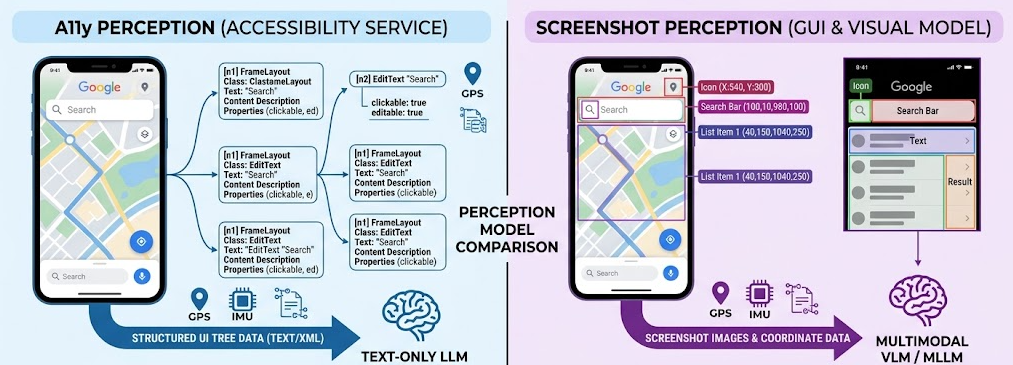 A11y PERCEPTION (ACCESSIBILITY SERVICE)
9:41
Google
Search
Search
[n1] FrameLayout
Class: ClastameLayout
Text: "Search"
Content Description
Properties (clickable, ed)
[n2] EditText "Search"
clickable: true
editable: true
GPS
[n1] FrameLayout
Class: EditText
Text: "Search"
Content Description
Properties (clickable, e)
[n1] FrameLayout
Class: EditText
Text: "Search"
Content Description
Properties (clickable)
[n1] FrameLayout
Class: EditText
Text: "EditText "Search"
Content Description
Properties (clickable, ed)
[n1] FrameLayout
Class: EditText
Text: "Search"
Content Description
Properties (clickable)
GPS
IMU
STRUCTURED UI TREE DATA (TEXT/XML)
TEXT-ONLY LLM
PERCEPTION
MODEL
COMPARISON
SCREENSHOT PERCEPTION (GUI & VISUAL MODEL)
9:41
Google
Search
Search
Icon (X:540, Y:300)
Search Bar (100,10,980,100)
List Item 1 (40,150,1040,250)
List Item 1 (40,150,1040,250)
9:41
Icon
Google
Search Bar
Text
Result
GPS
IMU
SCREENSHOT IMAGES & COORDINATE DATA
MULTIMODAL
VLM / MLLM